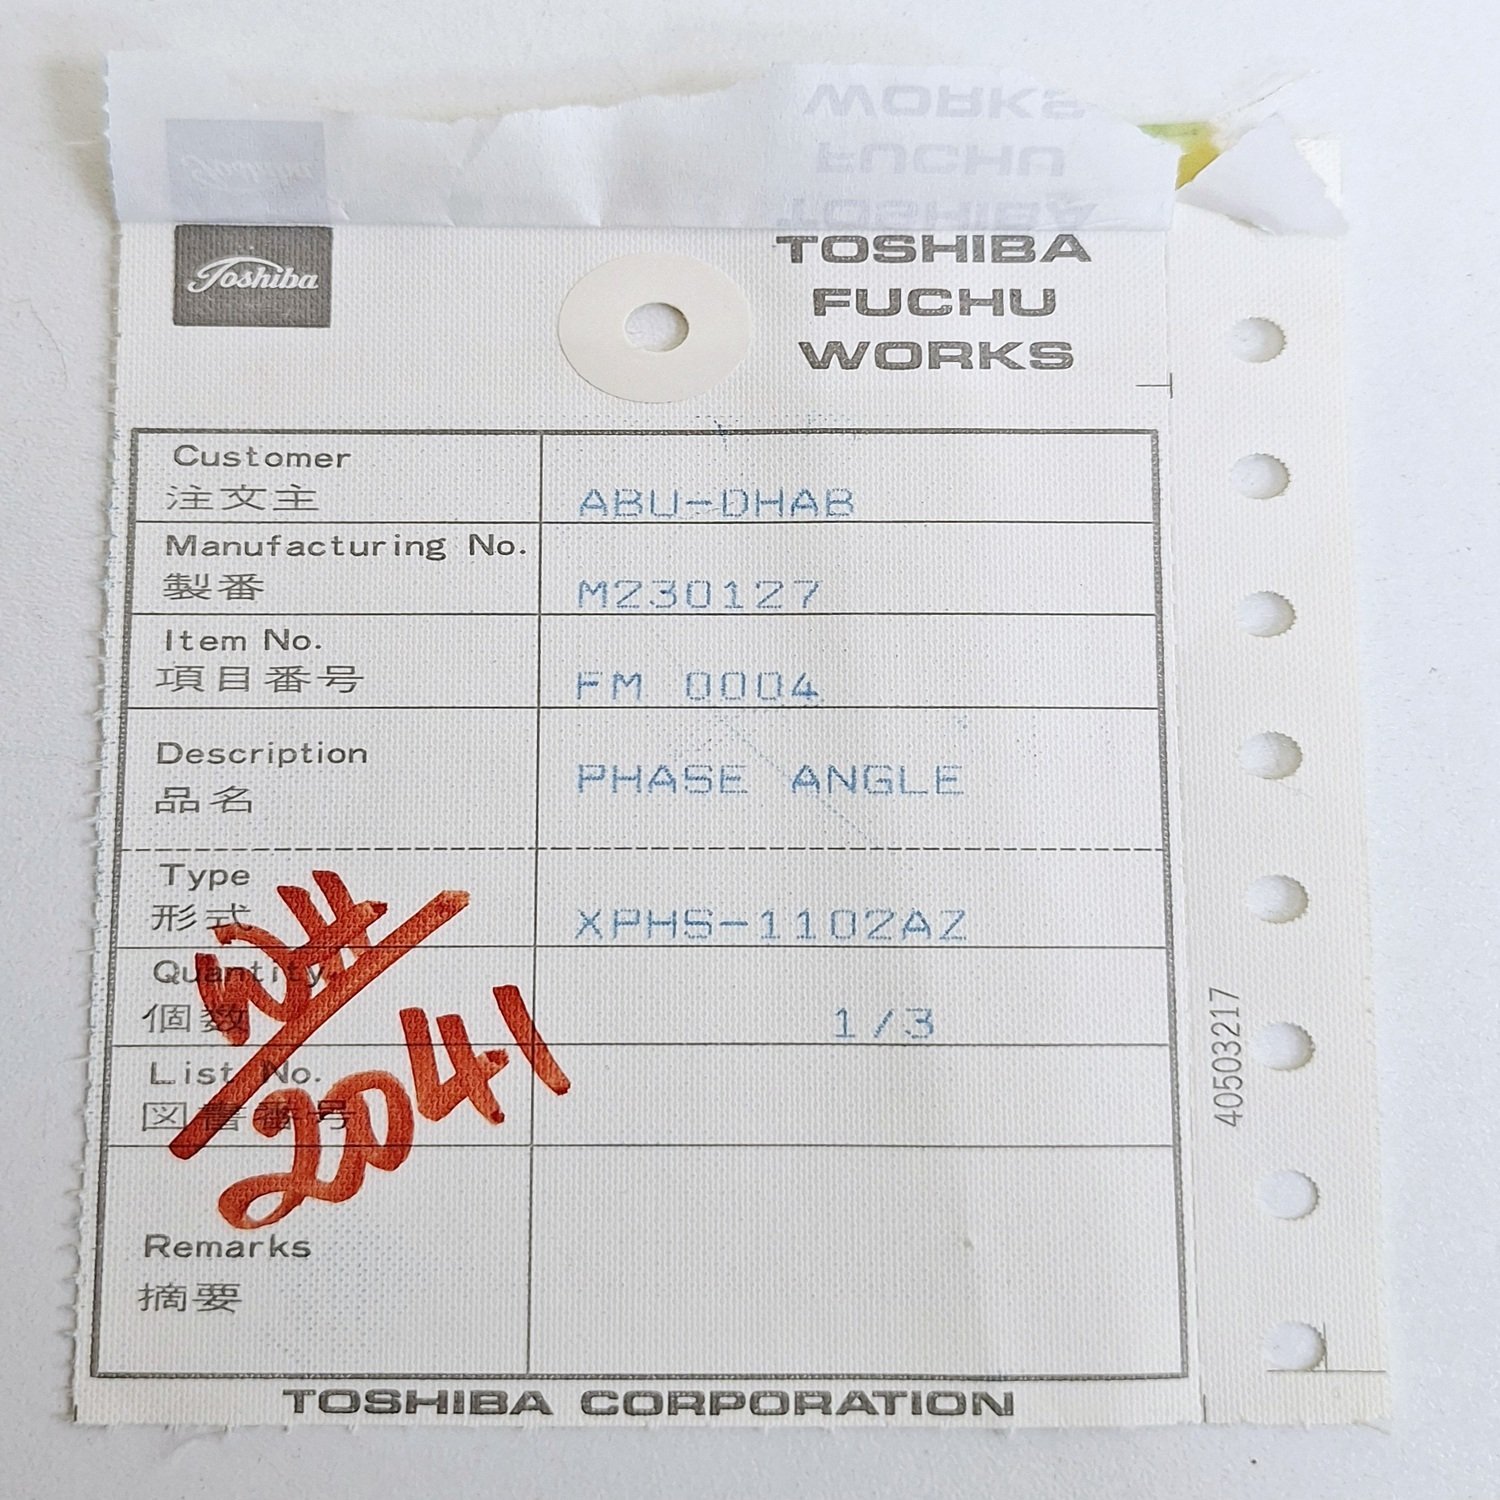 Toshiba
TOSHIBA
FUCHU
WORKS
Customer
注文主
ABU-DHAB
Manufacturing No.
製番
M230127
Item No.
項目番号
FM 0004
Description
品名
PHASE ANGLE
Type
形式
XPHS-1102AZ
Quantity
個数
1/3
List No.
図書番号
2041
Remarks
摘要
TOSHIBA CORPORATION
40503217